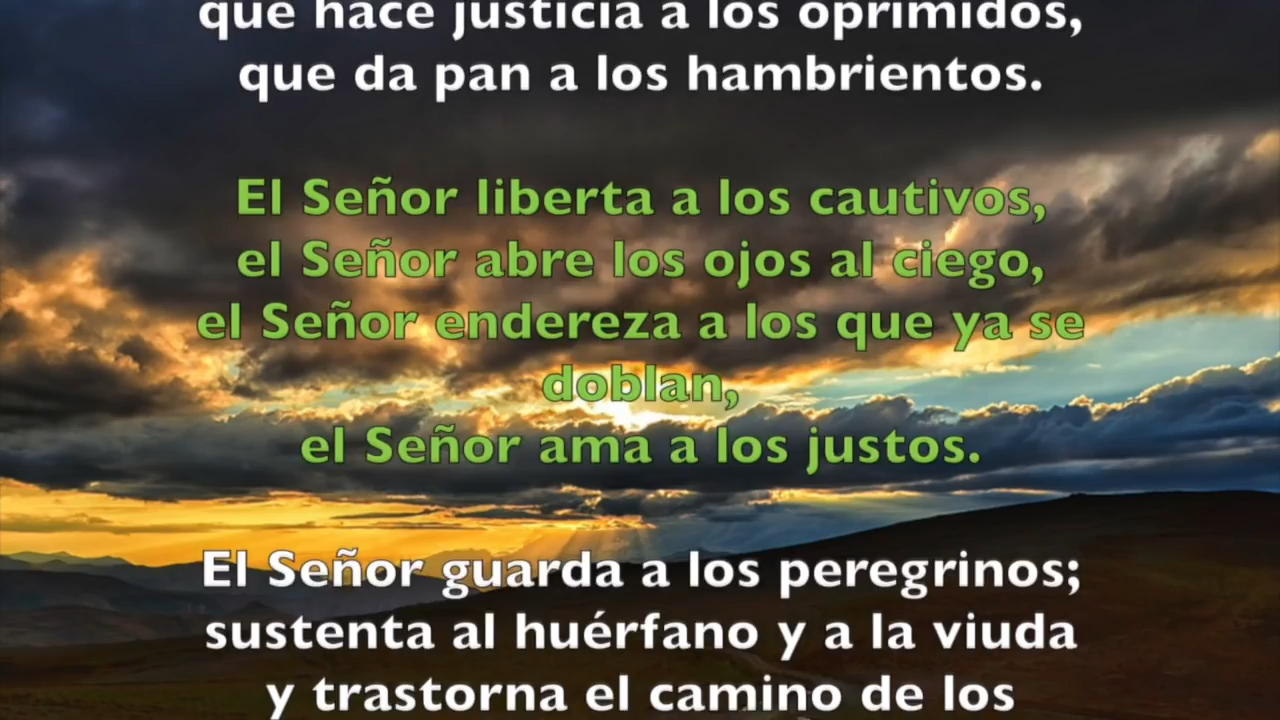 que hace justicia a los oprimidos,
que da pan a los hambrientos.
El Señor liberta a los cautivos,
el Señor abre los ojos al ciego,
el Señor endereza a los que ya se
doblan,
el Señor ama a los justos.
El Señor guarda a los peregrinos;
sustenta al huérfano y a la viuda
y trastorna el camino de los